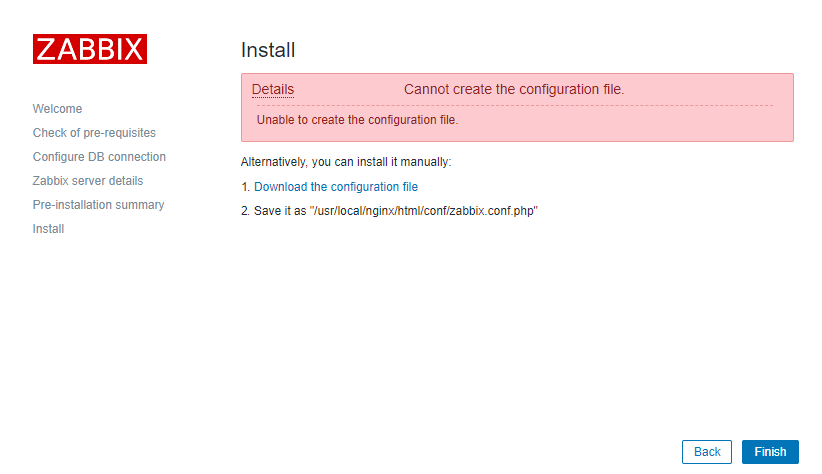 ZABBIX
Welcome
Check of pre-requisites
Configure DB connection
Zabbix server details
Pre-installation summary
Install
Install
Details Cannot create the configuration file.
Unable to create the configuration file.
Alternatively, you can install it manually:
1. Download the configuration file
2. Save it as "/usr/local/nginx/html/conf/zabbix.conf.php"
Back Finish